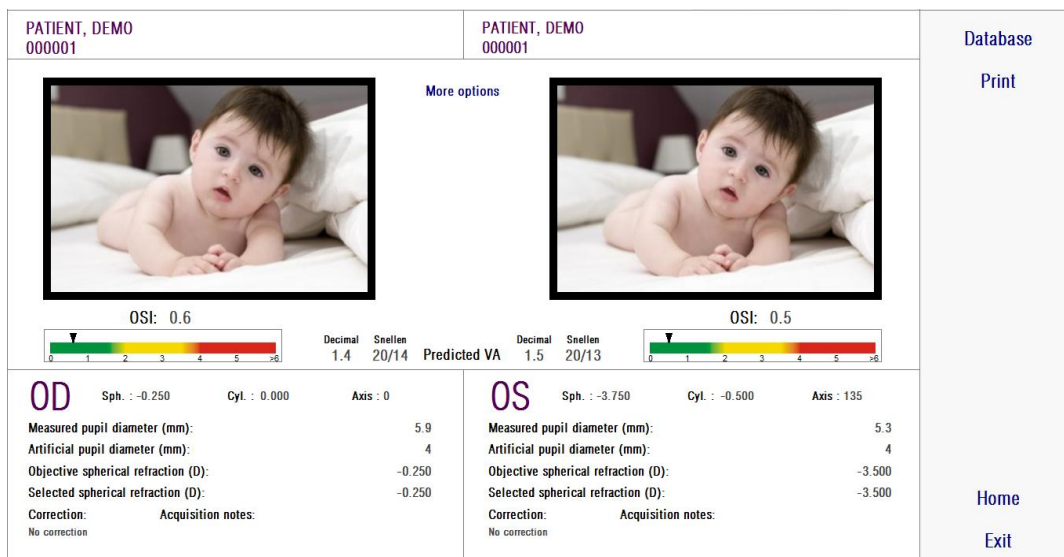 PATIENT, DEMO
000001
PATIENT, DEMO
000001
Database
Print
More options
OSI: 0.6
0 1 2 3 4 5 >6
Decimal Snellen
1.4 20/14
Predicted VA
Decimal Snellen
1.5 20/13
OSI: 0.5
0 1 2 3 4 5 >6
OD Sph. : -0.250 Cyl. : 0.000 Axis : 0
Measured pupil diameter (mm): 5.9
Artificial pupil diameter (mm): 4
Objective spherical refraction (D): -0.250
Selected spherical refraction (D): -0.250
Correction: Acquisition notes:
No correction
OS Sph. : -3.750 Cyl. : -0.500 Axis : 135
Measured pupil diameter (mm): 5.3
Artificial pupil diameter (mm): 4
Objective spherical refraction (D): -3.500
Selected spherical refraction (D): -3.500
Correction: Acquisition notes:
No correction
Home
Exit